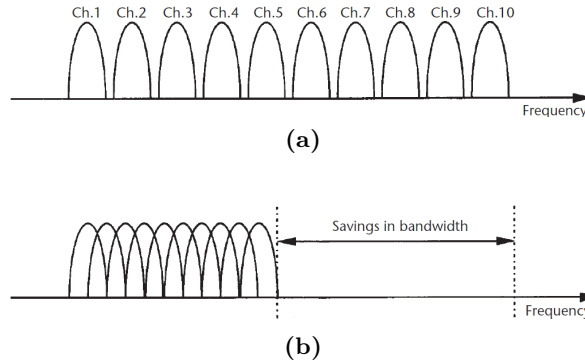 Ch.1 Ch.2 Ch.3 Ch.4 Ch.5 Ch.6 Ch.7 Ch.8 Ch.9 Ch.10
Frequency
(a)
Savings in bandwidth
Frequency
(b)